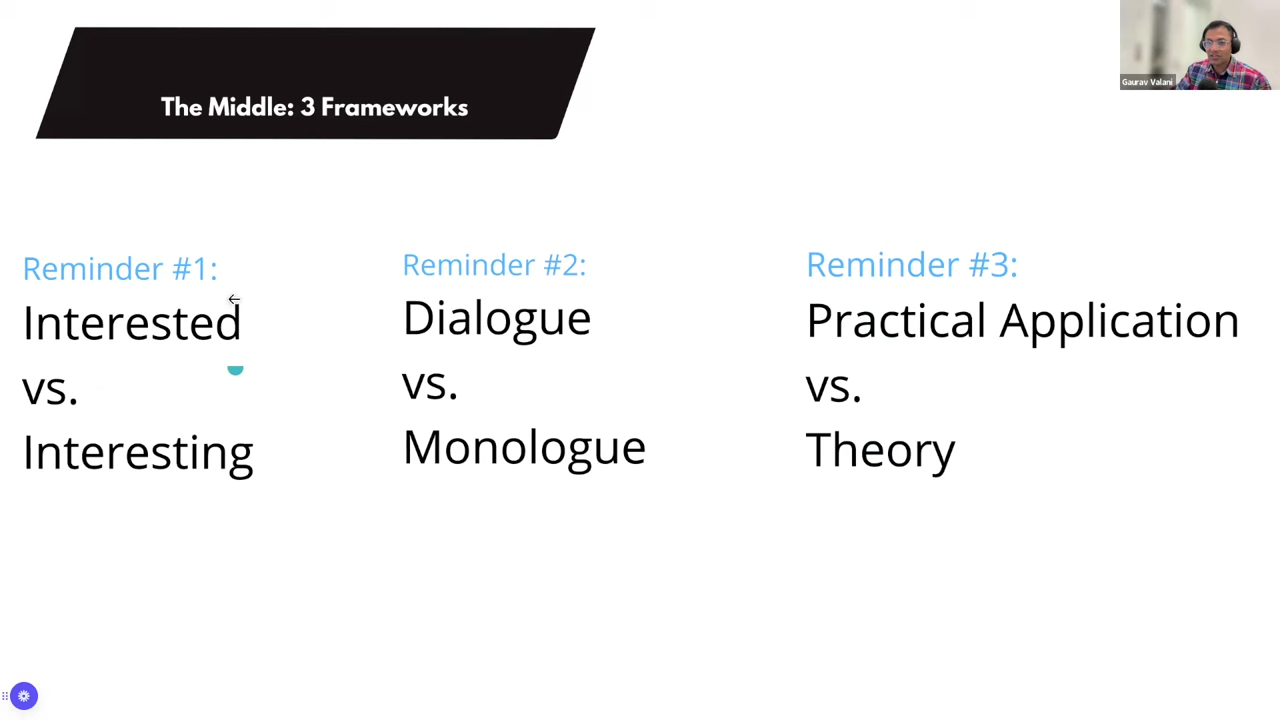 The Middle: 3 Frameworks
Gaurav Valani
Reminder #1:
Interested
vs.
Interesting
Reminder #2:
Dialogue
vs.
Monologue
Reminder #3:
Practical Application
vs.
Theory